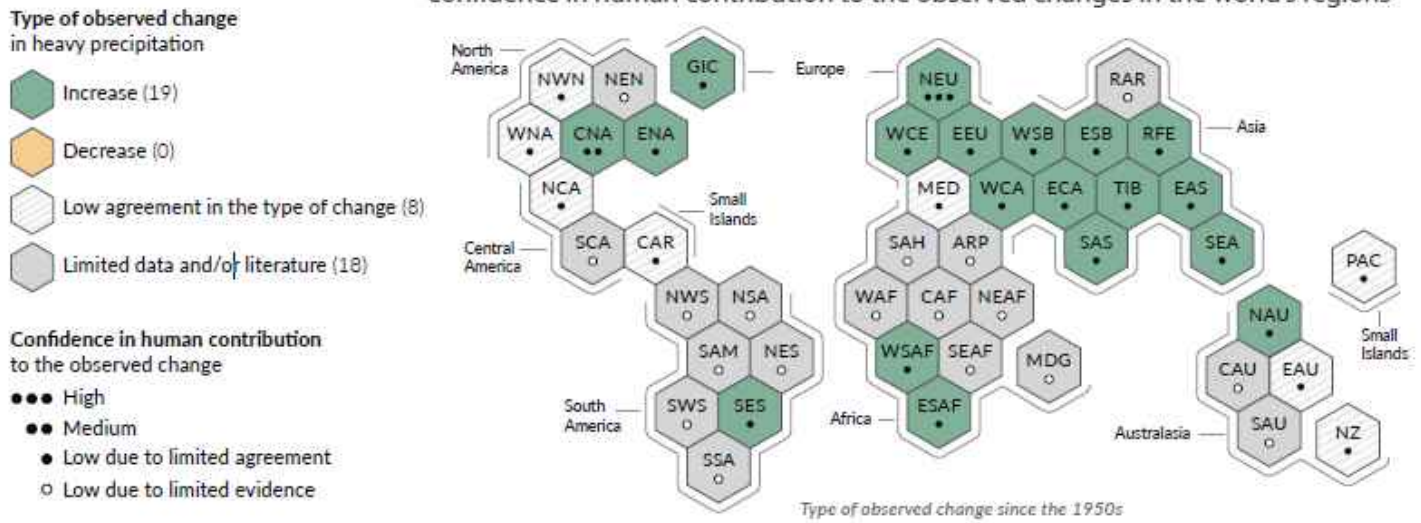 confidence in human contribution to the observed changes in the world's regions
Type of observed change
in heavy precipitation
Increase (19)
Decrease (0)
Low agreement in the type of change (8)
Limited data and/or literature (18)
Confidence in human contribution
to the observed change
High
Medium
Low due to limited agreement
Low due to limited evidence
North
America
NWN
NEN
GIC
Europe
NEU
RAR
WNA
CNA
ENA
WCE
EEU
WSB
ESB
RFE
Asia
NCA
Small
Islands
MED
WCA
ECA
TIB
EAS
Central
America
SCA
CAR
SAH
ARP
SAS
SEA
PAC
NWS
NSA
WAF
CAF
NEAF
NAU
Small
Islands
SAM
NES
WSAF
SEAF
MDG
CAU
EAU
South
America
SWS
SES
Africa
ESAF
Australasia
SAU
NZ
SSA
Type of observed change since the 1950s